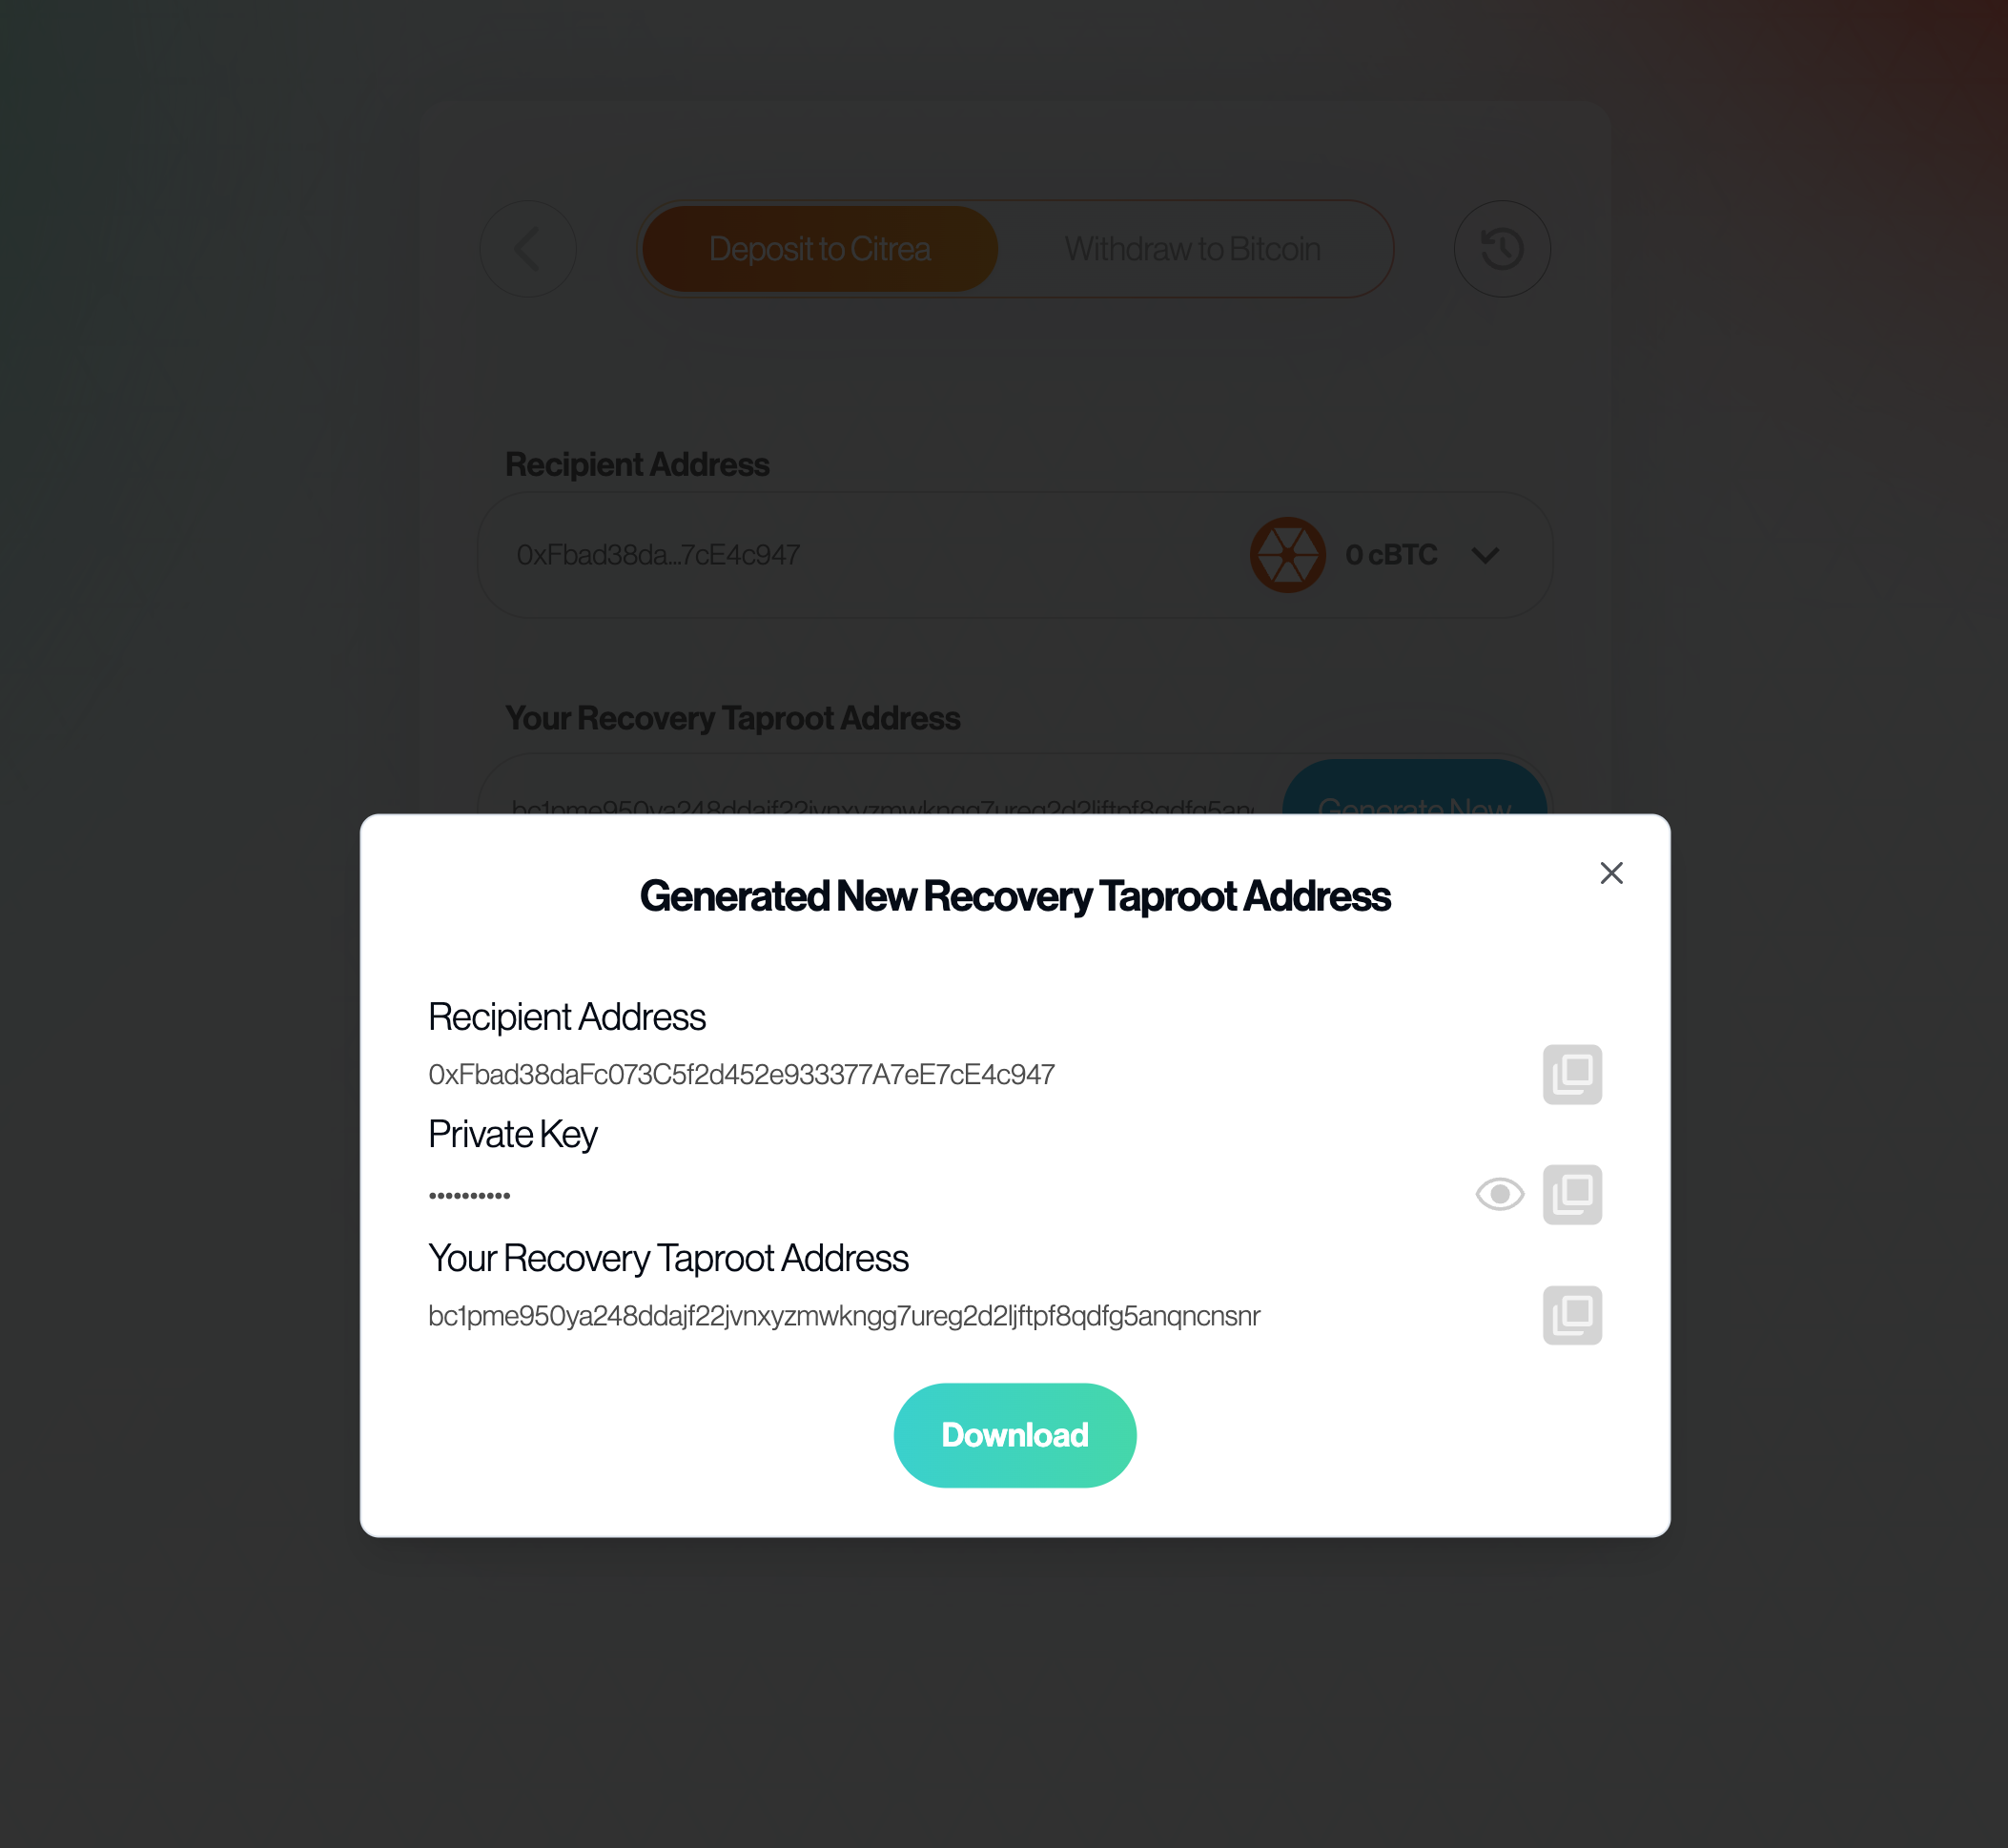 Deposit to Citrea
Withdraw to Bitcoin
Recipient Address
0xFbad38da...7cE4c947
0 cBTC
Your Recovery Taproot Address
bc1pme950ya248ddajf22jvnxyzmwkngg7ureg2d2ljftpf8qdfg5anq
Generate New
Generated New Recovery Taproot Address
Recipient Address
0xFbad38daFc073C5f2d452e933377A7eE7cE4c947
Private Key
••••••••••
Your Recovery Taproot Address
bc1pme950ya248ddajf22jvnxyzmwkngg7ureg2d2ljftpf8qdfg5anqncnsnr
Download